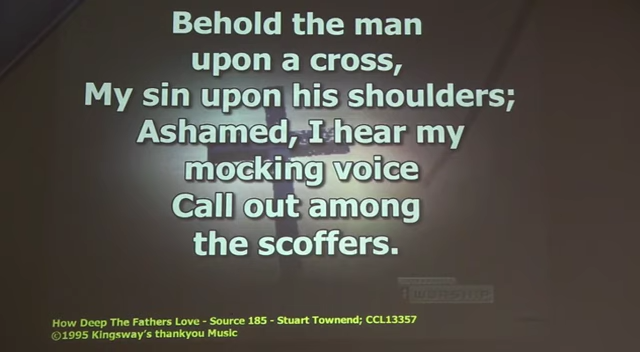 Behold the man
upon a cross,
My sin upon his shoulders;
Ashamed, I hear my
mocking voice
Call out among
the scoffers.
How Deep The Fathers Love - Source 185 - Stuart Townend; CCL13357
©1995 Kingsway's thankyou Music